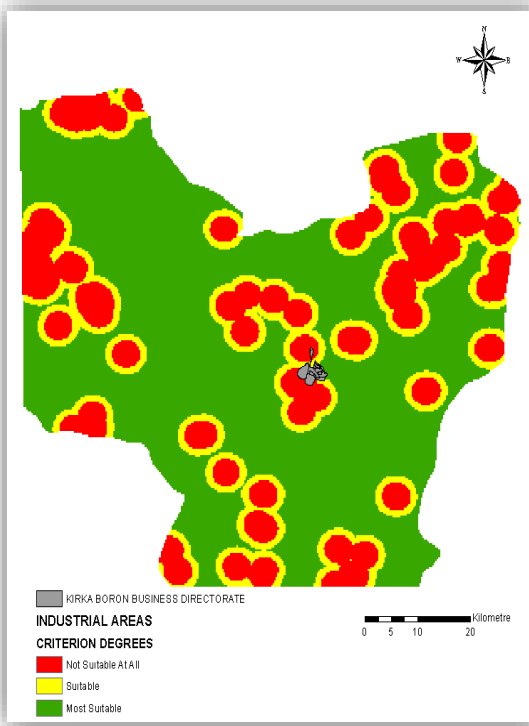 N
W E
S
KIRKA BORON BUSINESS DIRECTORATE
INDUSTRIAL AREAS
CRITERION DEGREES
Not Suitable At All
Suitable
Most Suitable
Kilometre
0 5 10 20